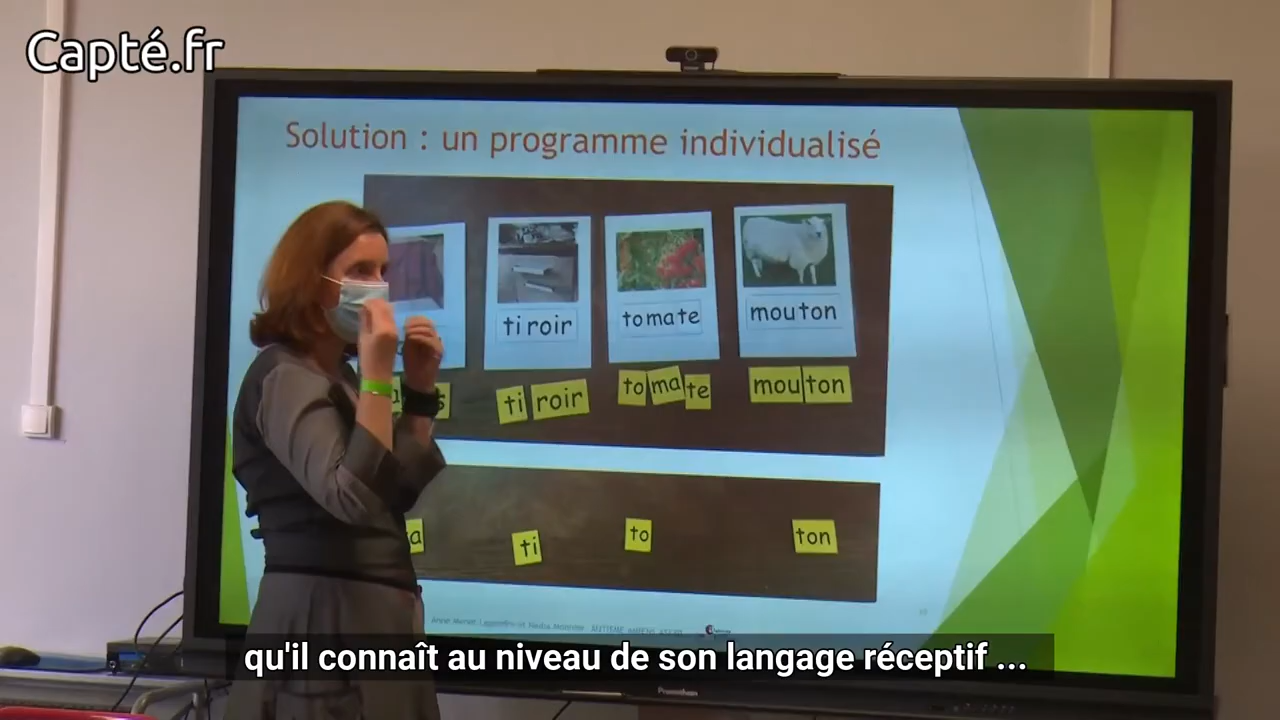 Capté.fr
Solution : un programme individualisé
tiroir
tomate
mouton
ti roir
to ma te
mou ton
ti
to
ton
Promethean
qu'il connaît au niveau de son langage réceptif ...